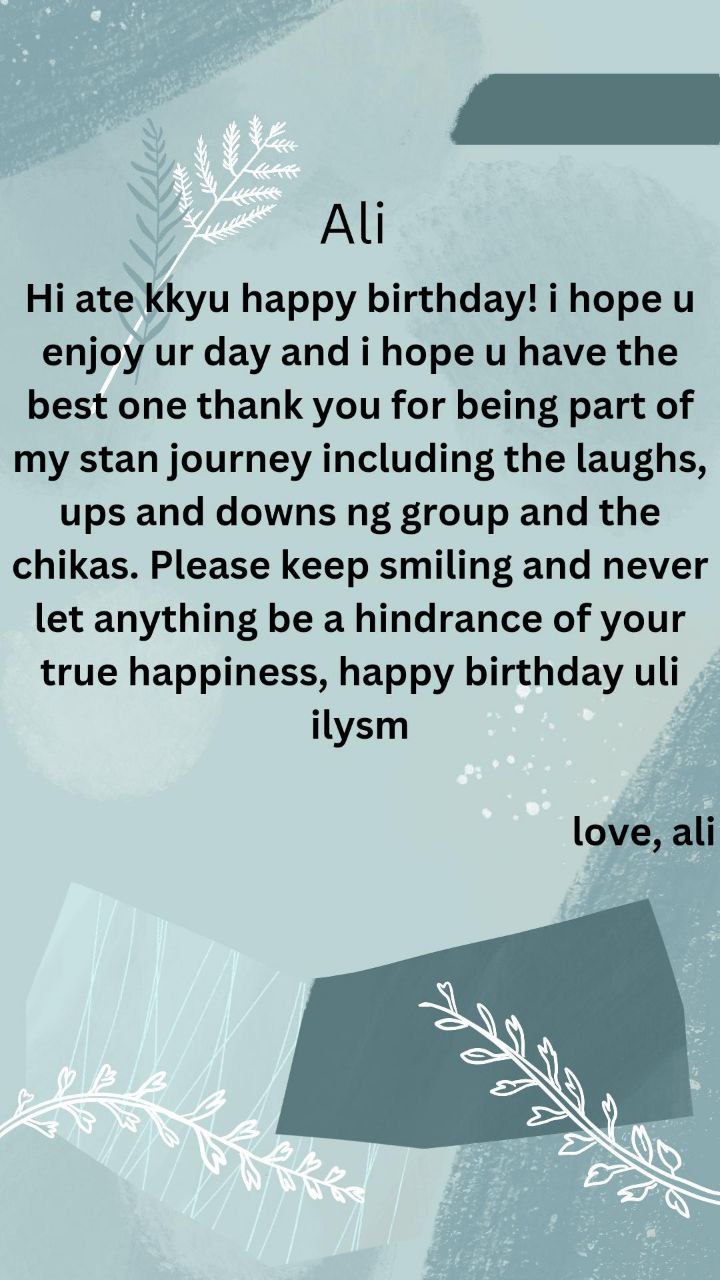 Ali
Hi ate kkyu happy birthday! i hope u
enjoy ur day and i hope u have the
best one thank you for being part of
my stan journey including the laughs,
ups and downs ng group and the
chikas. Please keep smiling and never
let anything be a hindrance of your
true happiness, happy birthday uli
ilysm
love, ali